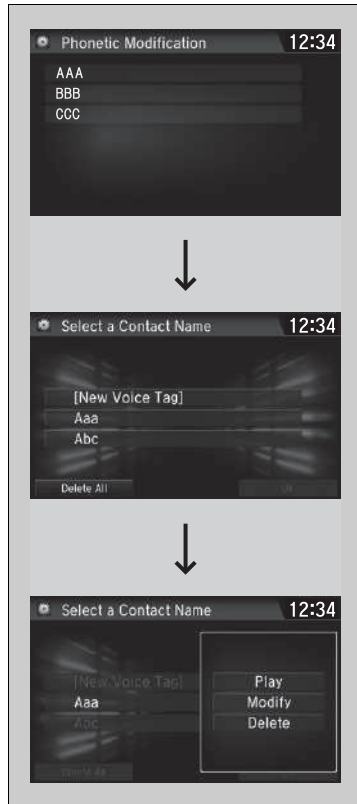 Phonetic Modification 12:34
AAA
BBB
CCC
Select a Contact Name 12:34
[New Voice Tag]
Aaa
Abc
Delete All
Select a Contact Name 12:34
[New Voice Tag]
Play
Aaa
Modify
Abc
Delete